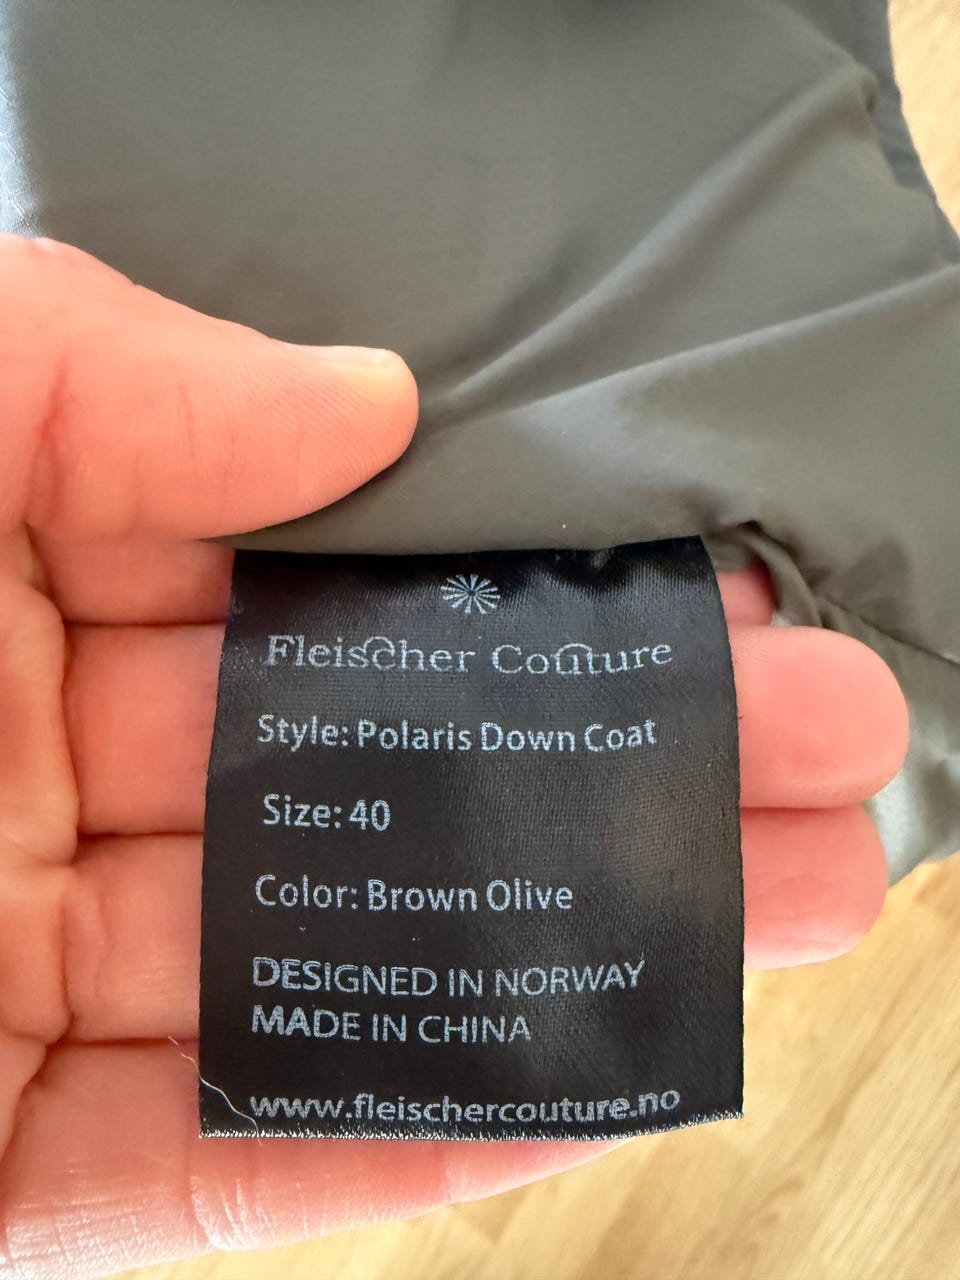 Fleischer Couture
Style: Polaris Down Coat
Size: 40
Color: Brown Olive
DESIGNED IN NORWAY
MADE IN CHINA
www.fleischercouture.no